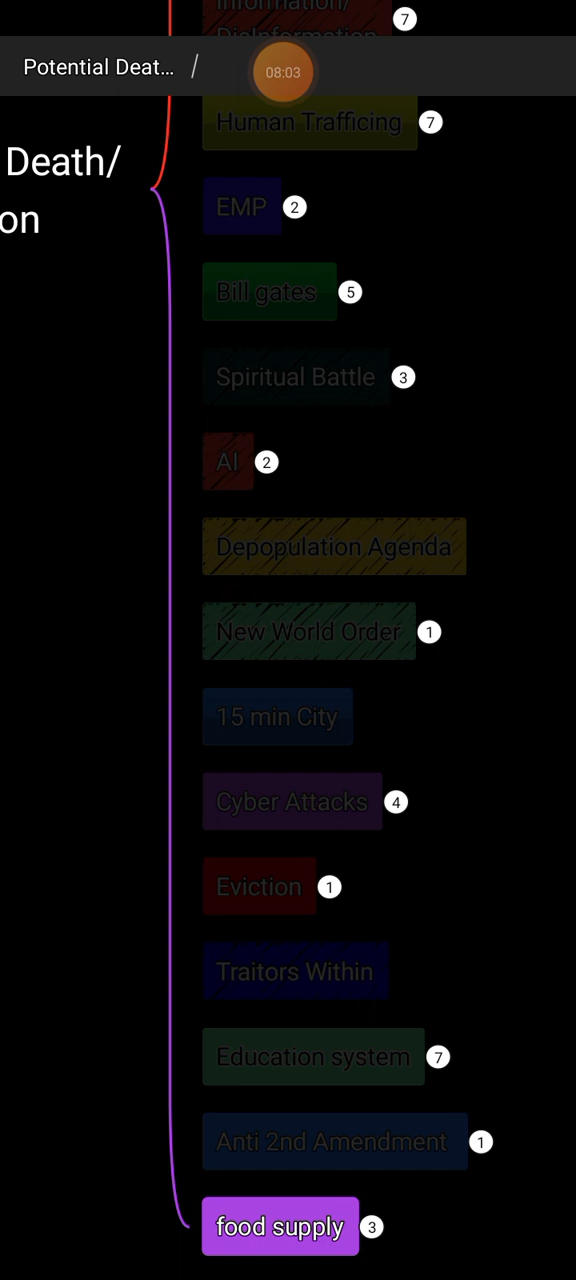 Information/
DisInformation
7
Potential Deat... /
08:03
Human Trafficing
7
Death/
on
EMP
2
Bill gates
5
Spiritual Battle
3
AI
2
Depopulation Agenda
New World Order
1
15 min City
Cyber Attacks
4
Eviction
1
Traitors Within
Education system
7
Anti 2nd Amendment
1
food supply
3